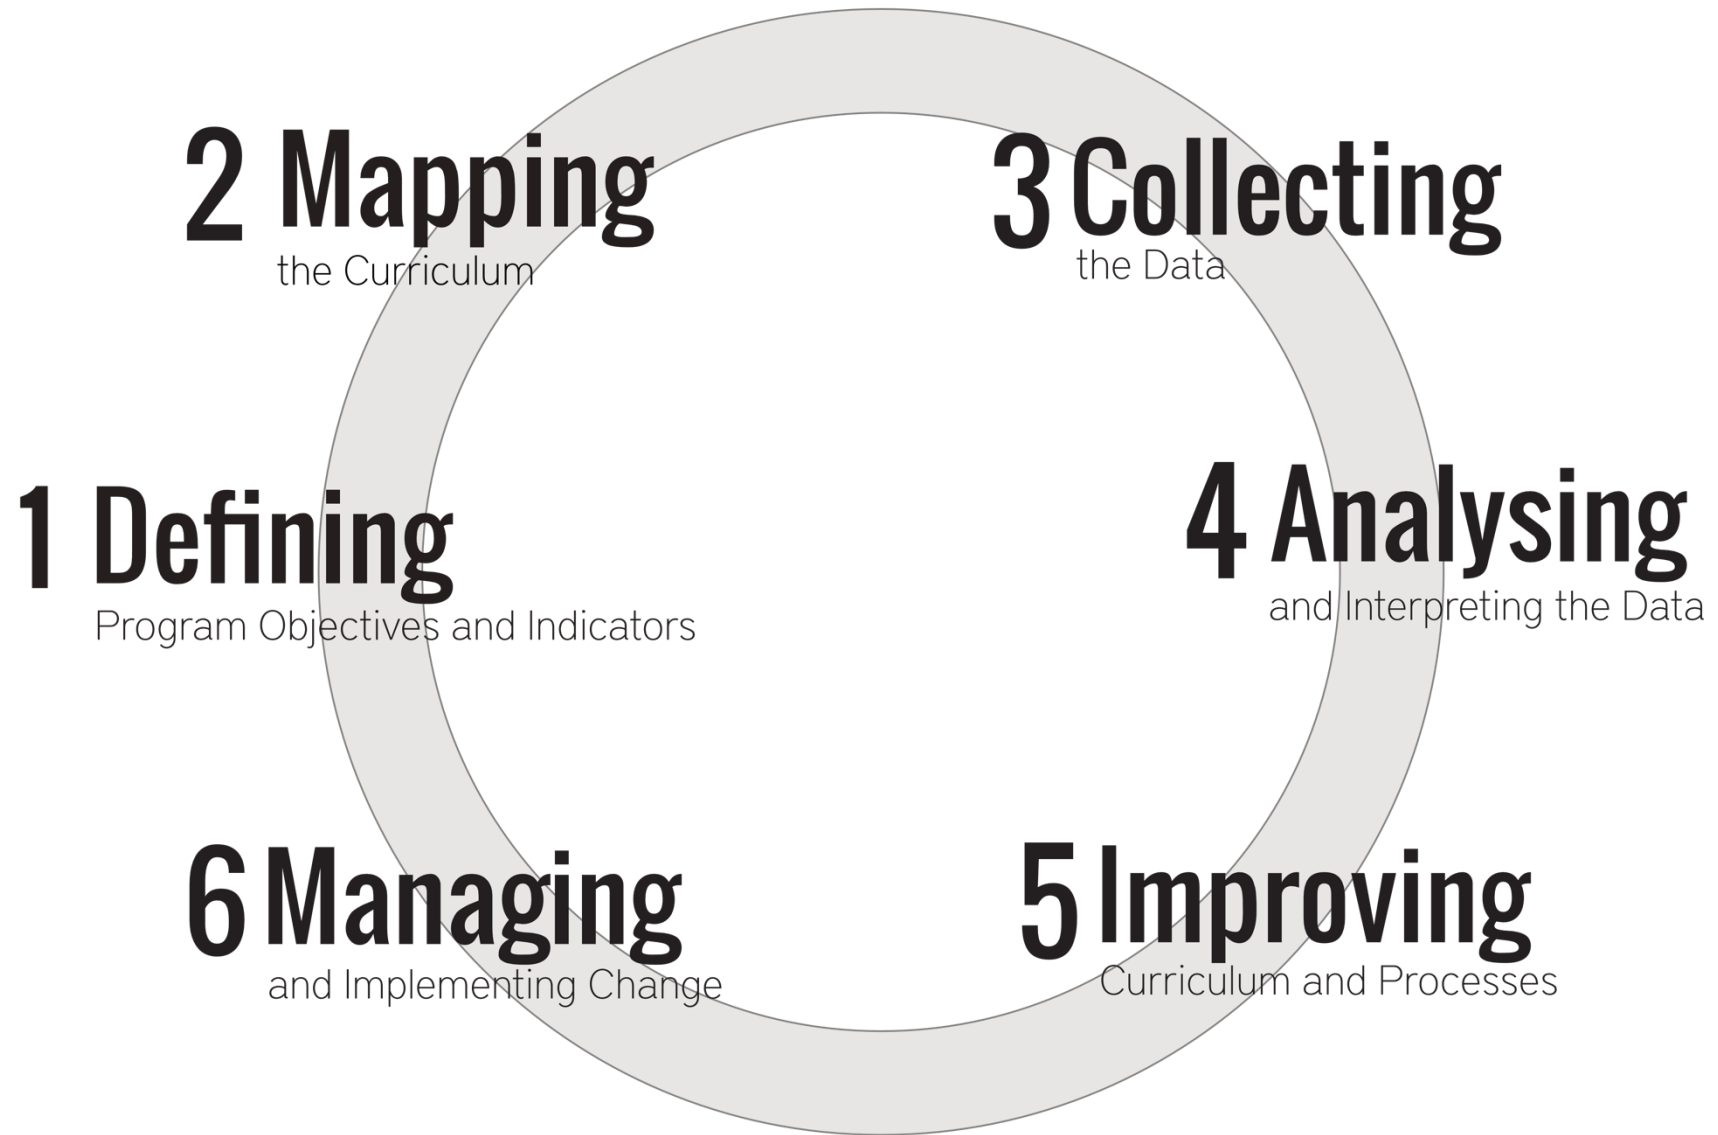 1 Defining
Program Objectives and Indicators
2 Mapping
the Curriculum
3 Collecting
the Data
4 Analysing
and Interpreting the Data
5 Improving
Curriculum and Processes
6 Managing
and Implementing Change